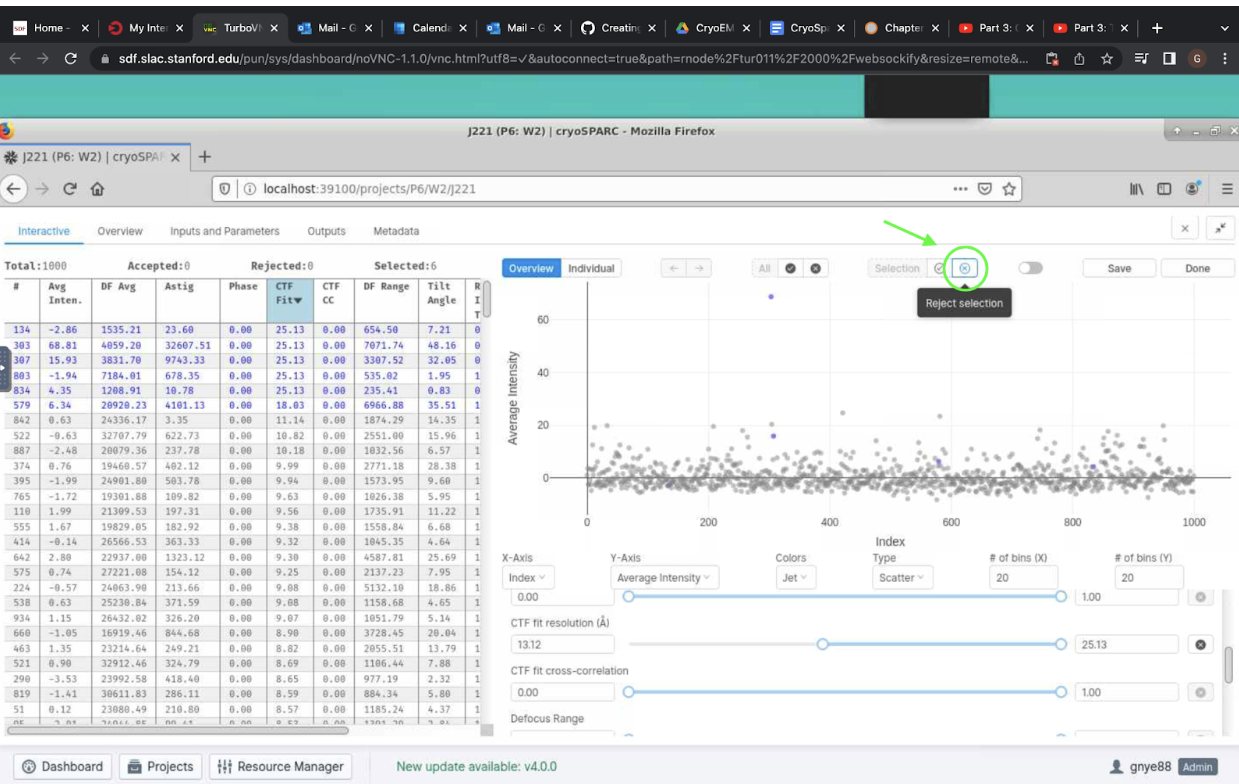 Home - My Inter TurboVN Mail - G Calenda Mail - G Creating CryoEM CryoSp Chapter Part 3: Part 3:
sdf.slac.stanford.edu/pun/sys/dashboard/noVNC-1.1.0/vnc.html?utf8=✓&autoconnect=true&path=rnode%2Ftur011%2F2000%2Fwebsockify&resize=remote&... G
J221 (P6: W2) | cryoSPARC - Mozilla Firefox
J221 (P6: W2) | cryoSPAR
localhost:39100/projects/P6/W2/J221
Interactive Overview Inputs and Parameters Outputs Metadata
Total:1000 Accepted:0 Rejected:0 Selected:6
Overview Individual All Selection Save Done
Reject selection
# Avg Inten. DF Avg Astig Phase CTF Fit▼ CTF CC DF Range Tilt Angle R I T
134 -2.86 1535.21 23.60 0.00 25.13 0.00 654.50 7.21 0
303 68.81 4059.20 32607.51 0.00 25.13 0.00 7071.74 48.16 0
307 15.93 3831.70 9743.33 0.00 25.13 0.00 3307.52 32.05 0
803 -1.94 7184.01 678.35 0.00 25.13 0.00 535.02 1.95 1
834 4.35 1208.91 10.78 0.00 25.13 0.00 235.41 0.83 0
579 6.34 20920.23 4101.13 0.00 18.03 0.00 6966.88 35.51 1
842 0.63 24336.17 3.35 0.00 11.14 0.00 1874.29 14.35 1
522 -0.63 32707.79 622.73 0.00 10.82 0.00 2551.00 15.96 1
887 -2.48 20079.36 237.78 0.00 10.18 0.00 1032.56 6.57 1
374 0.76 19460.57 402.12 0.00 9.99 0.00 2771.18 28.38 1
395 -1.99 24901.80 503.78 0.00 9.94 0.00 1573.95 9.60 1
765 -1.72 19301.88 109.82 0.00 9.63 0.00 1026.38 5.95 1
110 1.99 21309.53 197.31 0.00 9.56 0.00 1735.91 11.22 1
555 1.67 19829.05 182.92 0.00 9.38 0.00 1558.84 6.68 1
414 -0.14 26566.53 363.33 0.00 9.32 0.00 1045.35 4.64 1
642 2.80 22937.00 1323.12 0.00 9.30 0.00 4587.81 25.69 1
575 0.74 27221.08 154.12 0.00 9.25 0.00 2137.23 7.95 1
224 -0.57 24063.90 213.66 0.00 9.08 0.00 5132.10 18.86 1
538 0.63 25230.84 371.59 0.00 9.08 0.00 1158.68 4.65 1
934 1.15 26432.02 326.20 0.00 9.07 0.00 1051.79 5.14 1
660 -1.05 16919.46 844.68 0.00 8.90 0.00 3728.45 20.04 1
463 1.35 23214.64 249.21 0.00 8.82 0.00 2055.51 13.79 1
521 0.90 32912.46 324.79 0.00 8.69 0.00 1106.44 7.88 1
290 -3.53 23992.58 418.40 0.00 8.65 0.00 977.19 2.32 1
819 -1.41 30611.83 286.11 0.00 8.59 0.00 884.34 5.80 1
51 0.12 23080.49 210.80 0.00 8.57 0.00 1185.24 4.37 1
Average Intensity
60
40
20
0
0 200 400 600 800 1000
Index
X-Axis Y-Axis Colors Type # of bins (X) # of bins (Y)
Index Average Intensity Jet Scatter 20 20
0.00 1.00
CTF fit resolution (Å)
13.12 25.13
CTF fit cross-correlation
0.00 1.00
Defocus Range
Dashboard Projects Resource Manager New update available: v4.0.0 gnye88 Admin